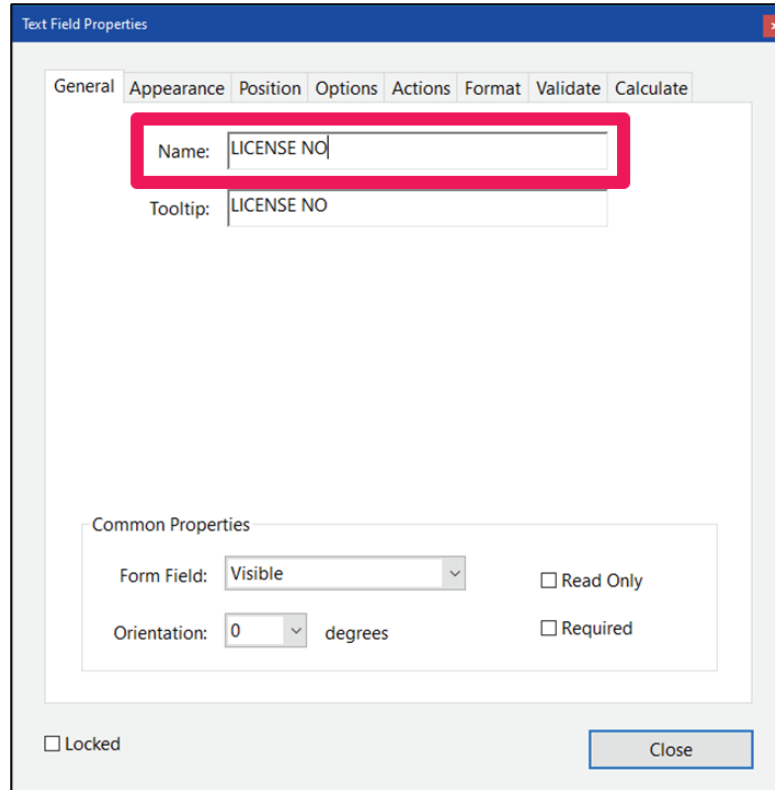 Text Field Properties
General Appearance Position Options Actions Format Validate Calculate
Name: LICENSE NO
Tooltip: LICENSE NO
Common Properties
Form Field: Visible
Read Only
Orientation: 0 degrees
Required
Locked
Close